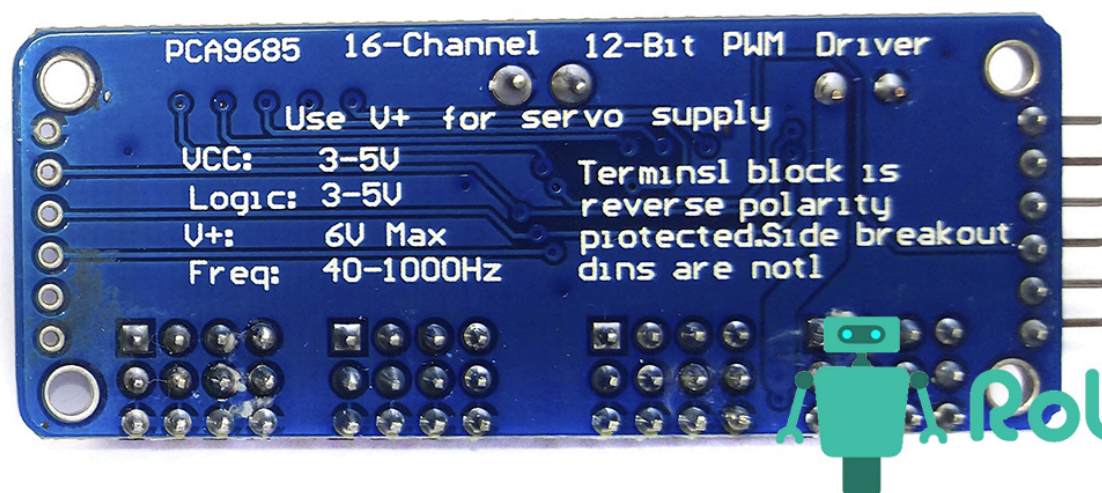 PCA9685 16-Channel 12-Bit PWM Driver
Use V+ for servo supply
VCC: 3-5V
Logic: 3-5V
V+: 6V Max
Freq: 40-1000Hz
Terminsl block is
reverse polarity
piotected.Side breakout
dins are notl
Rol